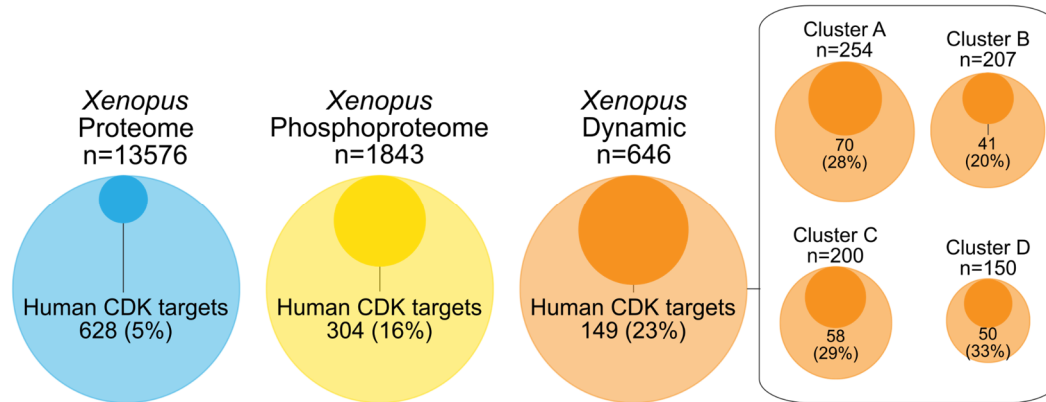 Xenopus
Proteome
n=13576
Human CDK targets
628 (5%)
Xenopus
Phosphoproteome
n=1843
Human CDK targets
304 (16%)
Xenopus
Dynamic
n=646
Human CDK targets
149 (23%)
Cluster A
n=254
70
(28%)
Cluster B
n=207
41
(20%)
Cluster C
n=200
58
(29%)
Cluster D
n=150
50
(33%)